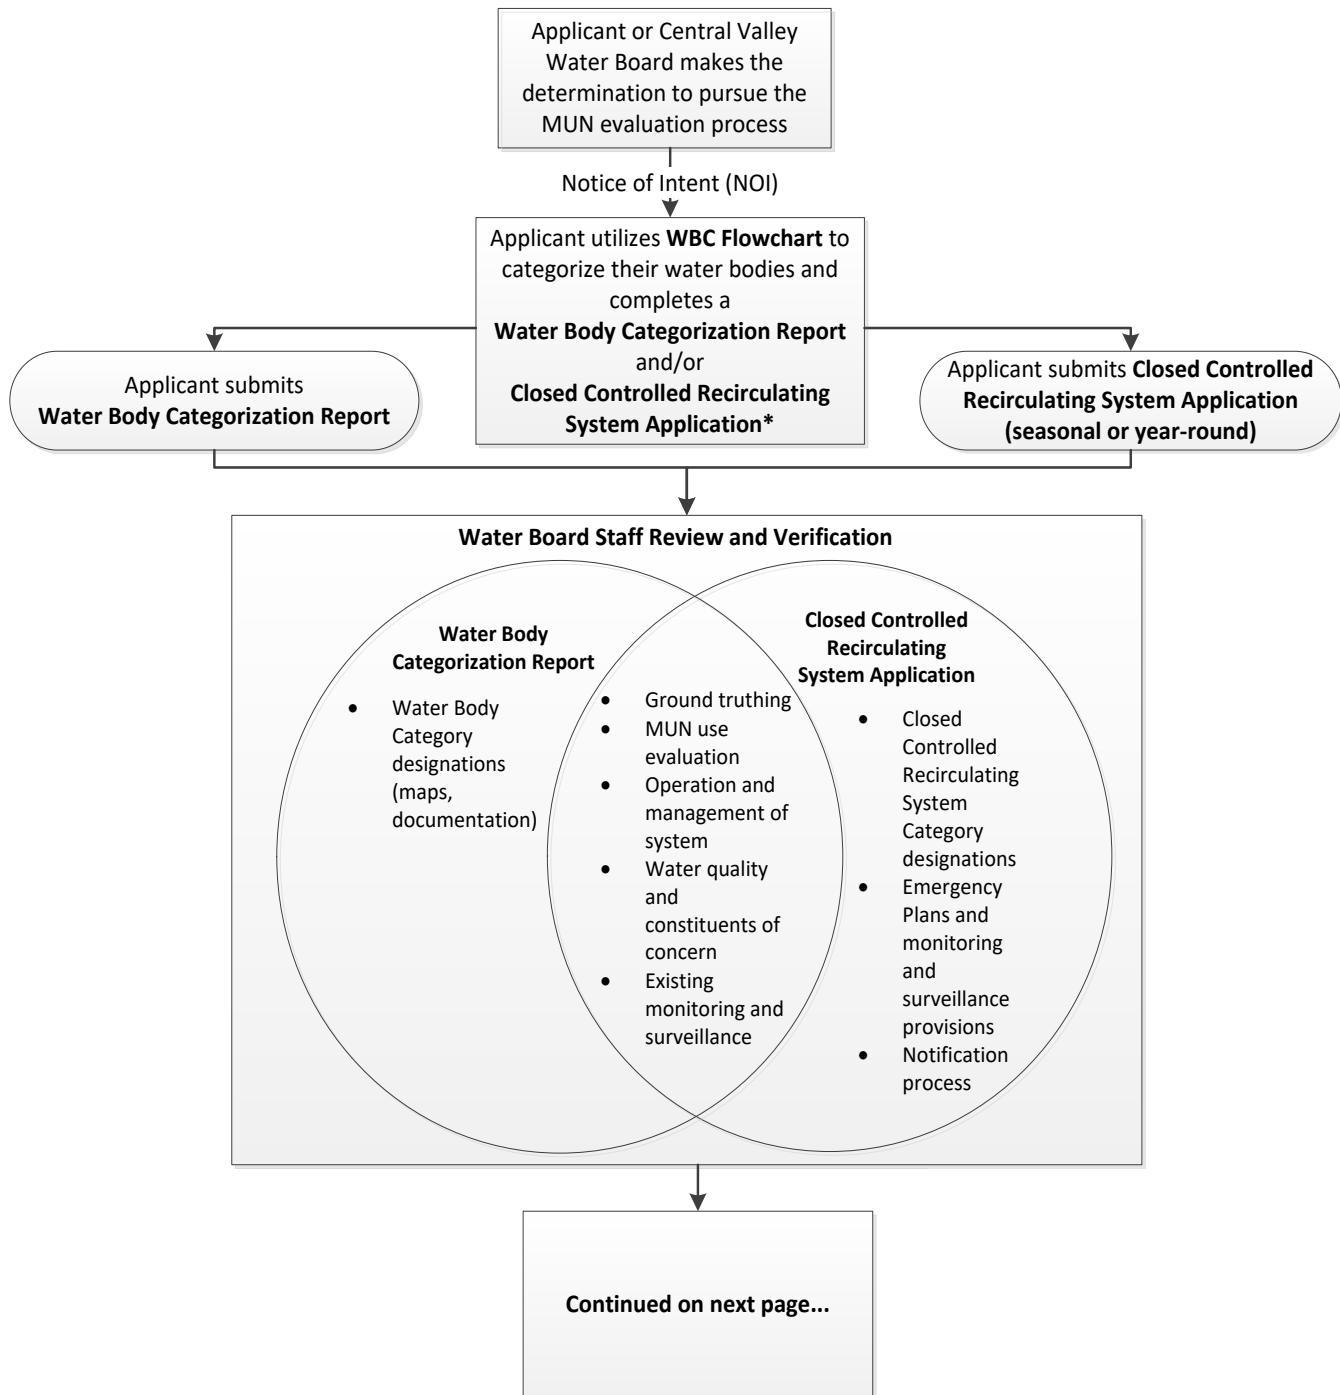 Applicant or Central Valley
Water Board makes the
determination to pursue the
MUN evaluation process
Notice of Intent (NOI)
Applicant utilizes WBC Flowchart to
categorize their water bodies and
completes a
Water Body Categorization Report
and/or
Closed Controlled Recirculating
System Application*
Applicant submits
Water Body Categorization Report
Applicant submits Closed Controlled
Recirculating System Application
(seasonal or year-round)
Water Board Staff Review and Verification
Water Body
Categorization Report
• Water Body
Category
designations
(maps,
documentation)
• Ground truthing
• MUN use
evaluation
• Operation and
management of
system
• Water quality
and
constituents of
concern
• Existing
monitoring and
surveillance
Closed Controlled
Recirculating
System Application
• Closed
Controlled
Recirculating
System
Category
designations
• Emergency
Plans and
monitoring
and
surveillance
provisions
• Notification
process
Continued on next page...